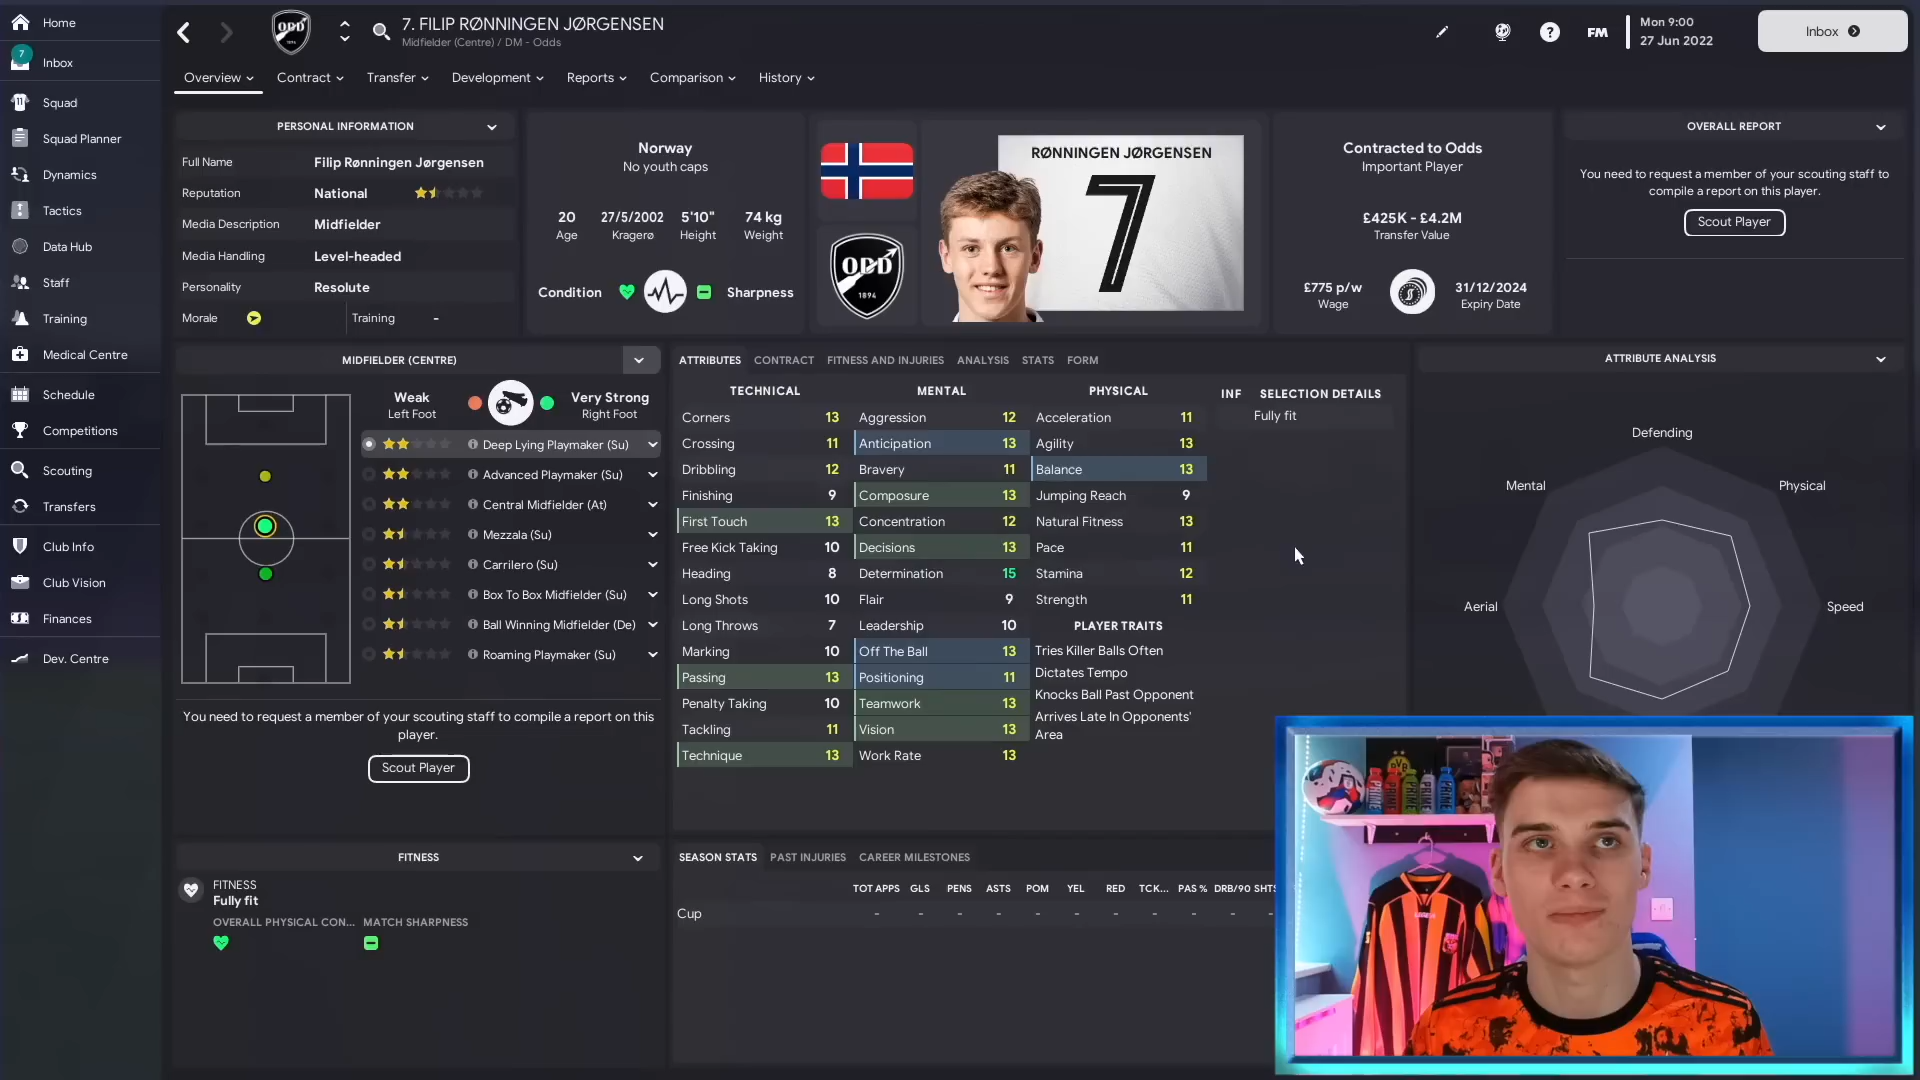 Home
7
Inbox
Squad
Squad Planner
Dynamics
Tactics
Data Hub
Staff
Training
Medical Centre
Schedule
Competitions
Scouting
Transfers
Club Info
Club Vision
Finances
Dev. Centre
ODD
1894
7. FILIP RØNNINGEN JØRGENSEN
Midfielder (Centre) / DM - Odds
FM
Mon 9:00
27 Jun 2022
Inbox
Overview Contract Transfer Development Reports Comparison History
PERSONAL INFORMATION
Full Name Filip Rønningen Jørgensen
Reputation National
Media Description Midfielder
Media Handling Level-headed
Personality Resolute
Morale Training -
Norway
No youth caps
20 27/5/2002 5'10" 74 kg
Age Kragerø Height Weight
Condition Sharpness
ODD
1894
RØNNINGEN JØRGENSEN
7
Contracted to Odds
Important Player
£425K - £4.2M
Transfer Value
£775 p/w 31/12/2024
Wage Expiry Date
OVERALL REPORT
You need to request a member of your scouting staff to
compile a report on this player.
Scout Player
MIDFIELDER (CENTRE)
Weak Very Strong
Left Foot Right Foot
Deep Lying Playmaker (Su)
Advanced Playmaker (Su)
Central Midfielder (At)
Mezzala (Su)
Carrilero (Su)
Box To Box Midfielder (Su)
Ball Winning Midfielder (De)
Roaming Playmaker (Su)
You need to request a member of your scouting staff to compile a report on this
player.
Scout Player
ATTRIBUTES CONTRACT FITNESS AND INJURIES ANALYSIS STATS FORM
TECHNICAL
Corners 13
Crossing 11
Dribbling 12
Finishing 9
First Touch 13
Free Kick Taking 10
Heading 8
Long Shots 10
Long Throws 7
Marking 10
Passing 13
Penalty Taking 10
Tackling 11
Technique 13
MENTAL
Aggression 12
Anticipation 13
Bravery 11
Composure 13
Concentration 12
Decisions 13
Determination 15
Flair 9
Leadership 10
Off The Ball 13
Positioning 11
Teamwork 13
Vision 13
Work Rate 13
PHYSICAL
Acceleration 11
Agility 13
Balance 13
Jumping Reach 9
Natural Fitness 13
Pace 11
Stamina 12
Strength 11
PLAYER TRAITS
Tries Killer Balls Often
Dictates Tempo
Knocks Ball Past Opponent
Arrives Late In Opponents'
Area
INF SELECTION DETAILS
Fully fit
ATTRIBUTE ANALYSIS
Defending
Mental Physical
Aerial Speed
FITNESS
FITNESS
Fully fit
OVERALL PHYSICAL CON... MATCH SHARPNESS
SEASON STATS PAST INJURIES CAREER MILESTONES
TOT APPS GLS PENS ASTS POM YEL RED TCK... PAS % DRB/90 SHTS
Cup - - - - - - - - - - -
BVB
PRIME PRIME PRIME PRIME